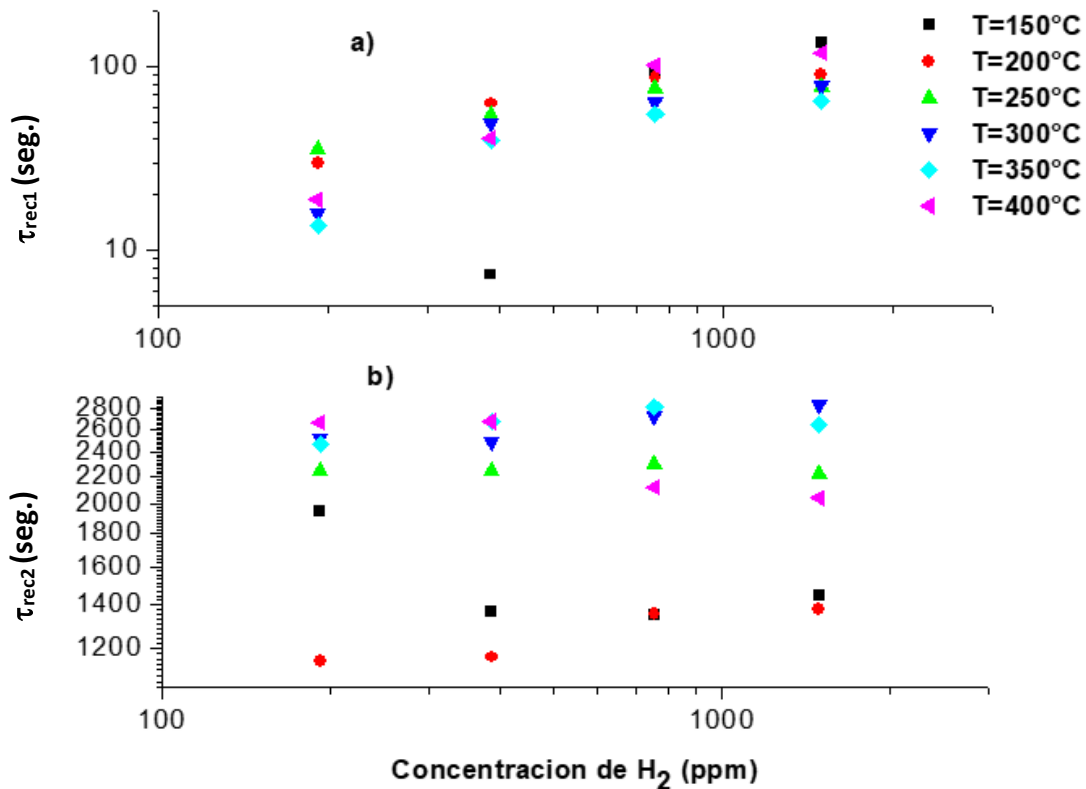 a)
T=150°C
T=200°C
T=250°C
T=300°C
T=350°C
T=400°C
100
10
τrec1 (seg.)
100
1000
b)
2800
2600
2400
2200
2000
1800
1600
1400
1200
τrec2 (seg.)
100
1000
Concentracion de H2 (ppm)